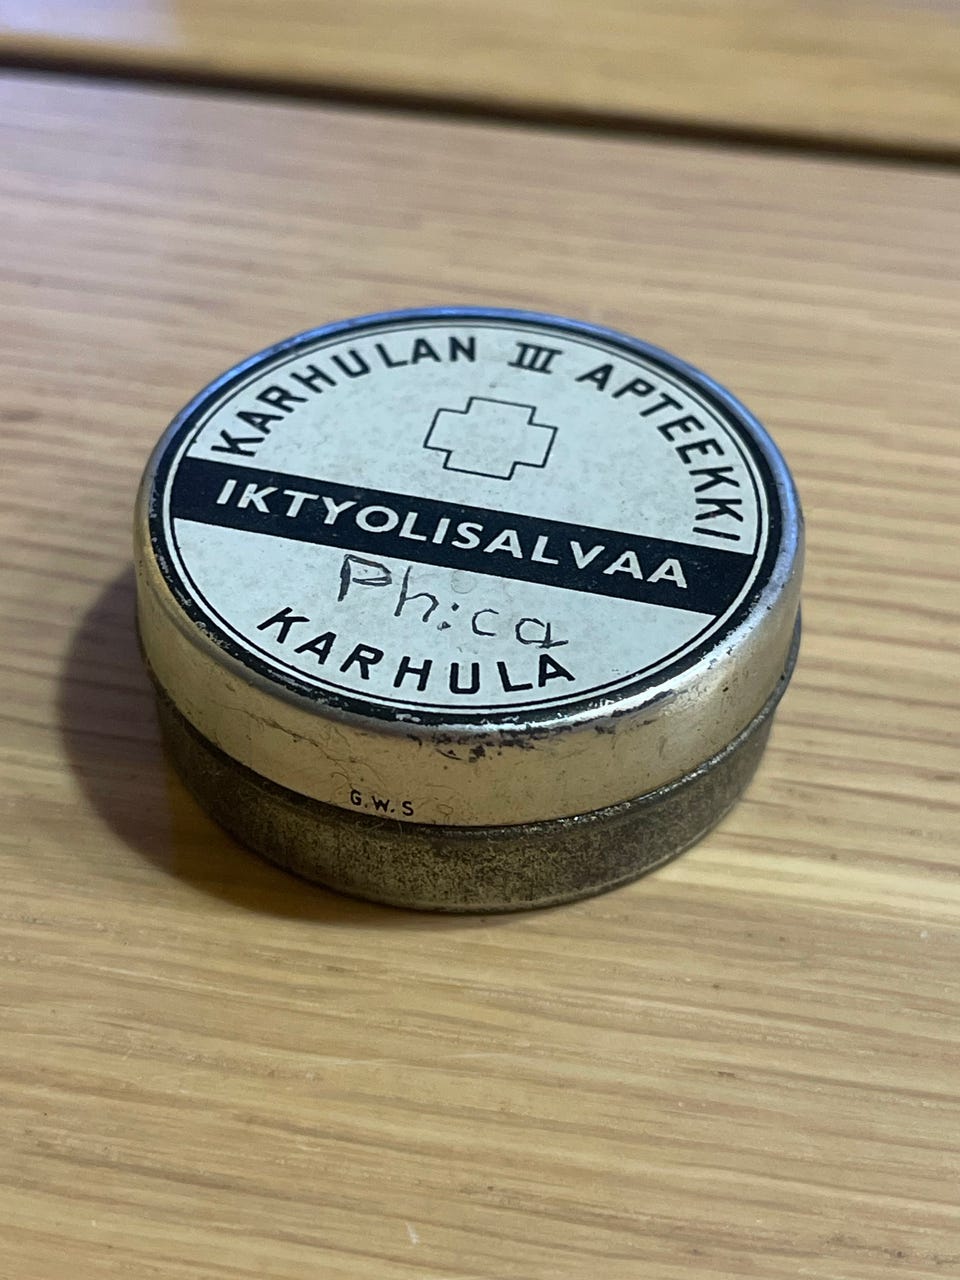 KARHULAN III APTEEKKI
IKTYOLISALVAA
Ph:ca
KARHULA
G.W.S